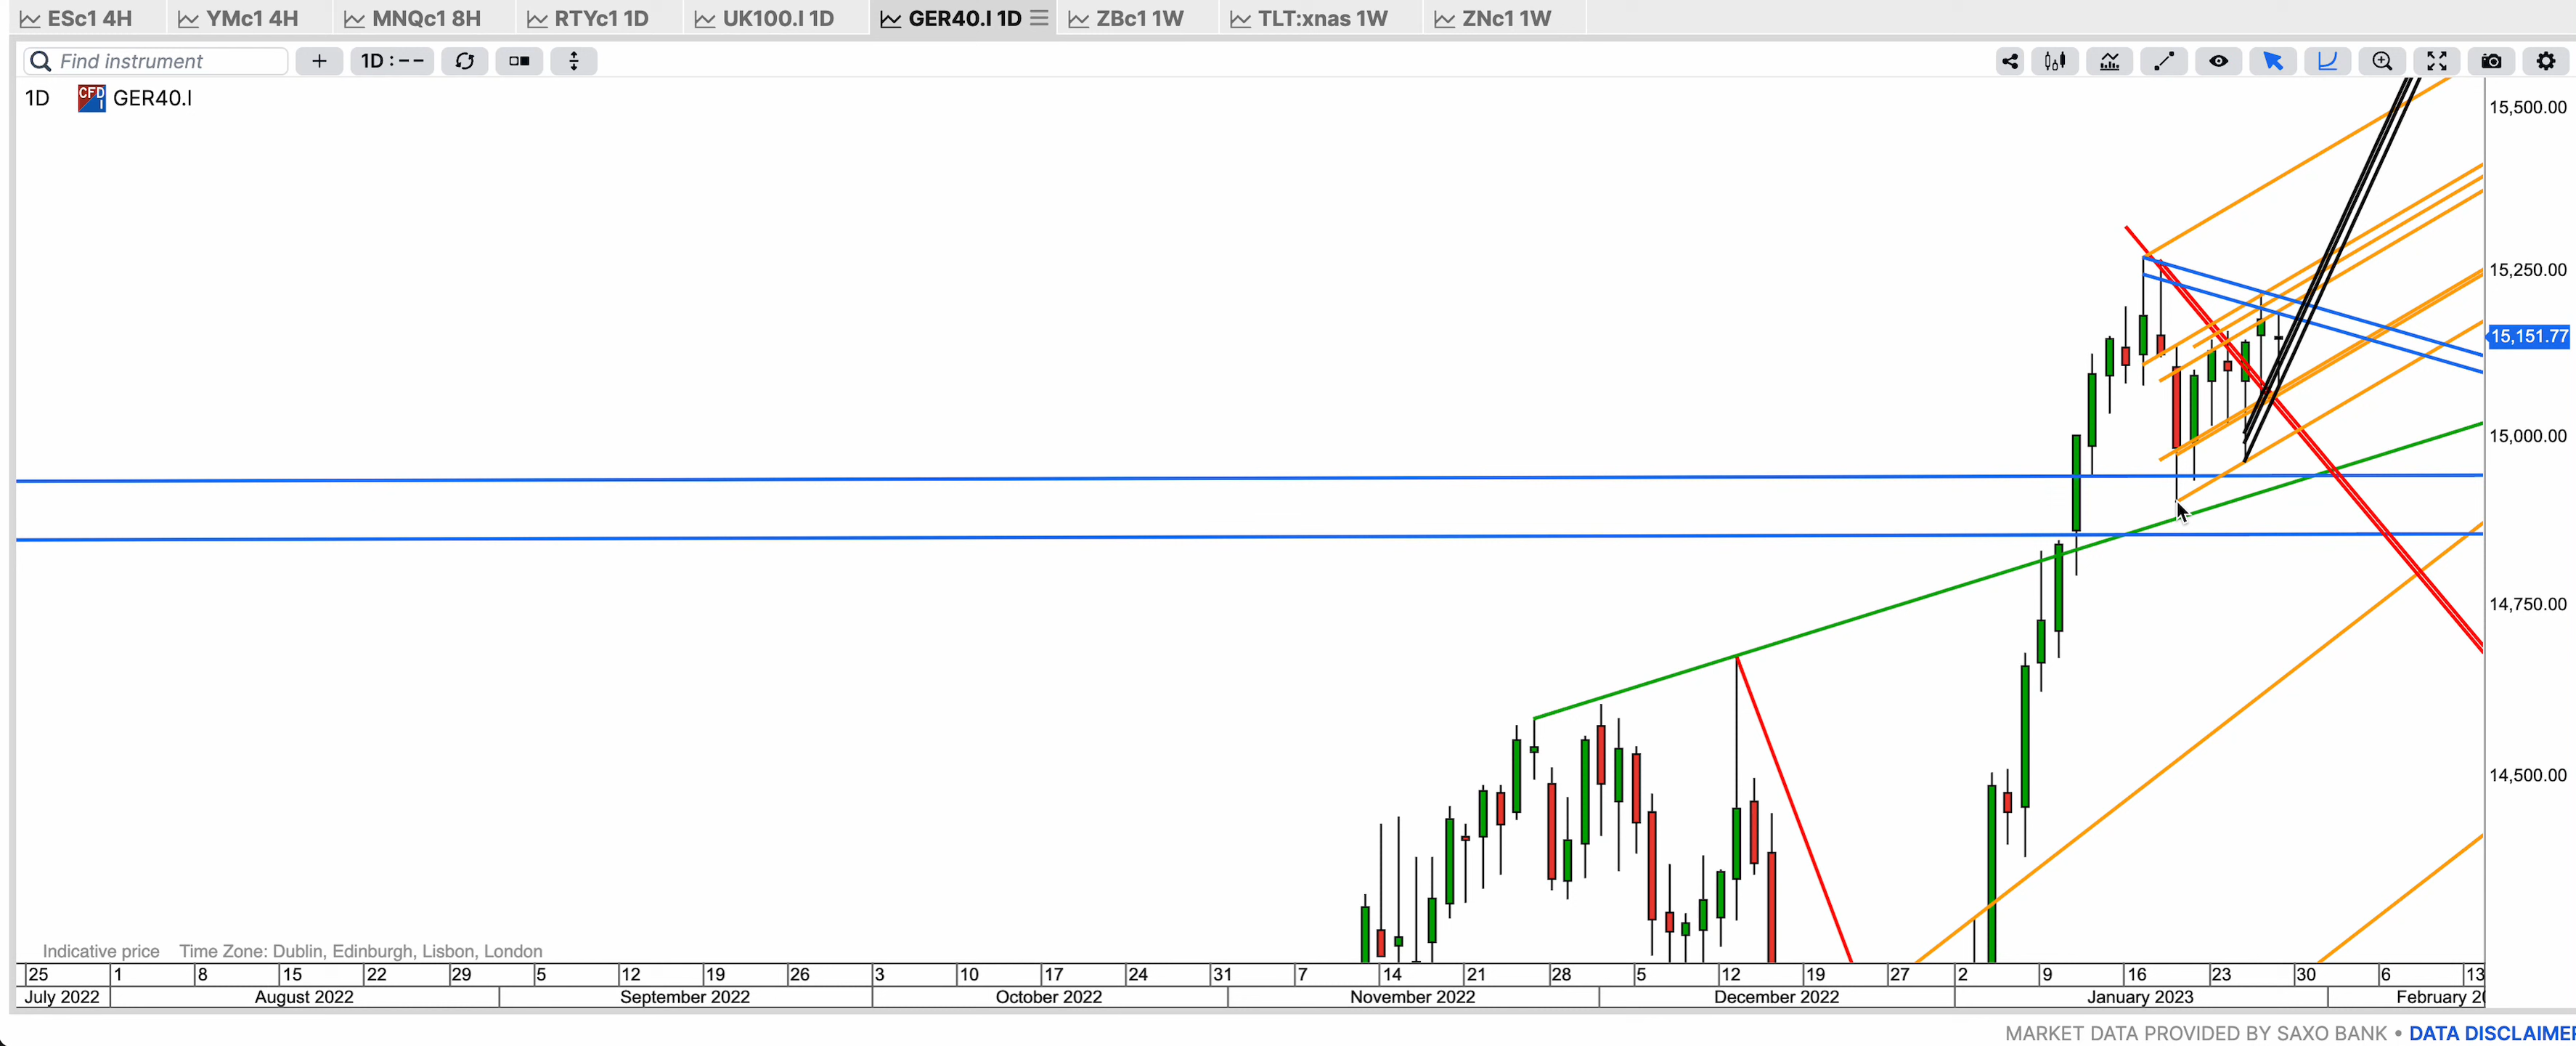 ESc1 4H YMc1 4H MNQc1 8H RTYc1 1D UK100.I 1D GER40.I 1D ZBc1 1W TLT:xnas 1W ZNc1 1W
Find instrument + 1D : – –
1D CFD I GER40.I
15,500.00
15,250.00
15,151.77
15,000.00
14,750.00
14,500.00
Indicative price Time Zone: Dublin, Edinburgh, Lisbon, London
25 1 8 15 22 29 5 12 19 26 3 10 17 24 31 7 14 21 28 5 12 19 27 2 9 16 23 30 6 13
July 2022 August 2022 September 2022 October 2022 November 2022 December 2022 January 2023 February 20
MARKET DATA PROVIDED BY SAXO BANK • DATA DISCLAIMER